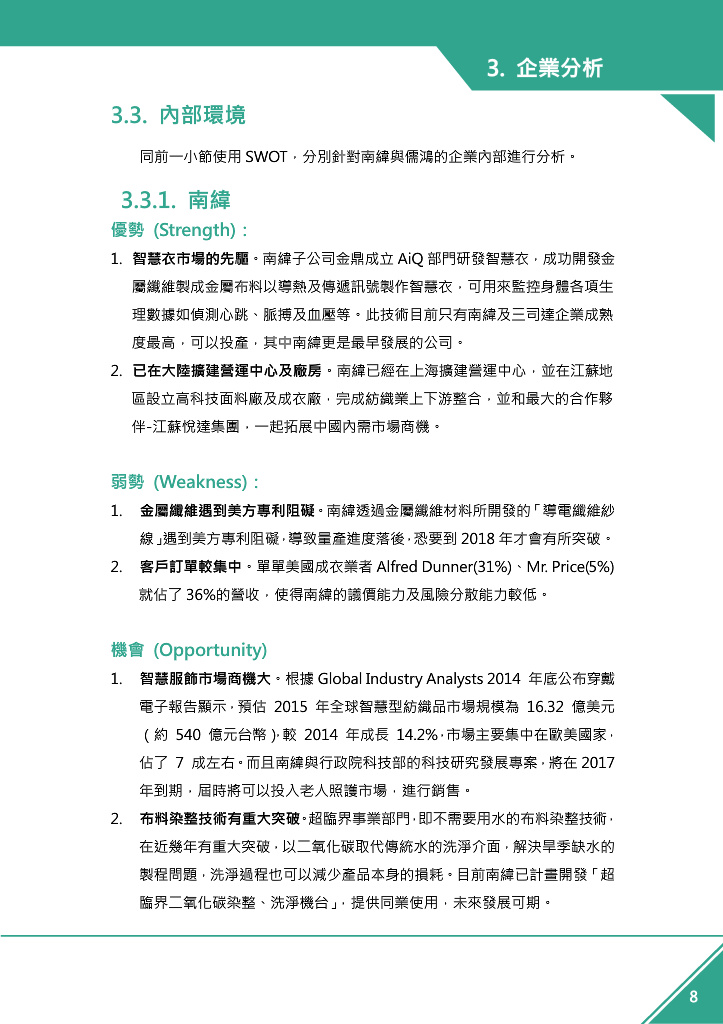 3. 企業分析
3.3. 內部環境
同前一小節使用 SWOT，分別針對南緯與儒鴻的企業內部進行分析。
3.3.1. 南緯
優勢 (Strength)：
1. 智慧衣市場的先驅。南緯子公司金鼎成立 AiQ 部門研發智慧衣，成功開發金
屬纖維製成金屬布料以導熱及傳遞訊號製作智慧衣，可用來監控身體各項生
理數據如偵測心跳、脈搏及血壓等。此技術目前只有南緯及三司達企業成熟
度最高，可以投產，其中南緯更是最早發展的公司。
2. 已在大陸擴建營運中心及廠房。南緯已經在上海擴建營運中心，並在江蘇地
區設立高科技面料廠及成衣廠，完成紡織業上下游整合，並和最大的合作夥
伴-江蘇悅達集團，一起拓展中國內需市場商機。
弱勢 (Weakness)：
1. 金屬纖維遇到美方專利阻礙。南緯透過金屬纖維材料所開發的「導電纖維紗
線」遇到美方專利阻礙，導致量產進度落後，恐要到 2018 年才會有所突破。
2. 客戶訂單較集中。單單美國成衣業者 Alfred Dunner(31%)、Mr. Price(5%)
就佔了 36%的營收，使得南緯的議價能力及風險分散能力較低。
機會 (Opportunity)
1. 智慧服飾市場商機大。根據 Global Industry Analysts 2014 年底公布穿戴
電子報告顯示，預估 2015 年全球智慧型紡織品市場規模為 16.32 億美元
（約 540 億元台幣），較 2014 年成長 14.2%，市場主要集中在歐美國家，
佔了 7 成左右。而且南緯與行政院科技部的科技研究發展專案，將在 2017
年到期，屆時將可以投入老人照護市場，進行銷售。
2. 布料染整技術有重大突破。超臨界事業部門，即不需要用水的布料染整技術，
在近幾年有重大突破，以二氧化碳取代傳統水的洗淨介面，解決旱季缺水的
製程問題，洗淨過程也可以減少產品本身的損耗。目前南緯已計畫開發「超
臨界二氧化碳染整、洗淨機台」，提供同業使用，未來發展可期。
8